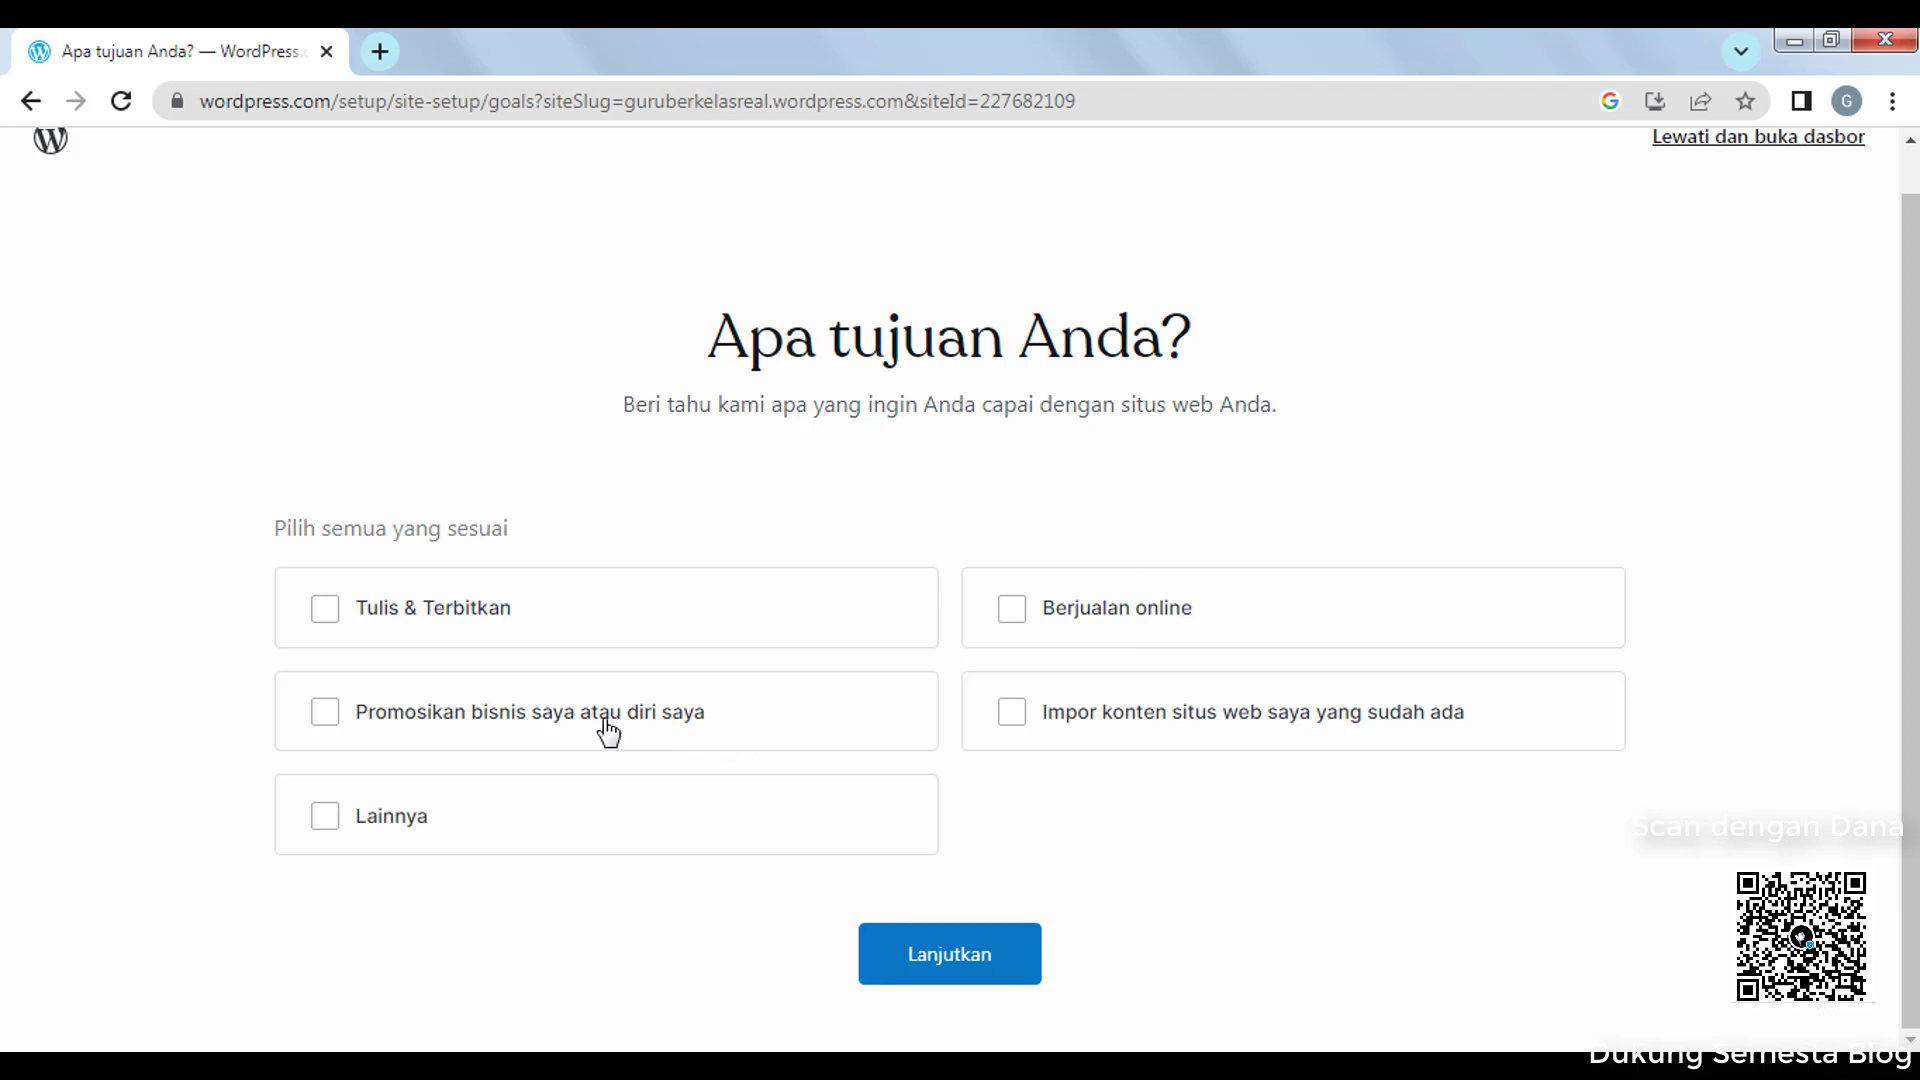 Apa tujuan Anda? — WordPress.c
wordpress.com/setup/site-setup/goals?siteSlug=guruberkelasreal.wordpress.com&siteId=227682109
G
Lewati dan buka dasbor
Apa tujuan Anda?
Beri tahu kami apa yang ingin Anda capai dengan situs web Anda.
Pilih semua yang sesuai
Tulis & Terbitkan
Berjualan online
Promosikan bisnis saya atau diri saya
Impor konten situs web saya yang sudah ada
Lainnya
Lanjutkan
Scan dengan Dana
Dukung Semesta Blog